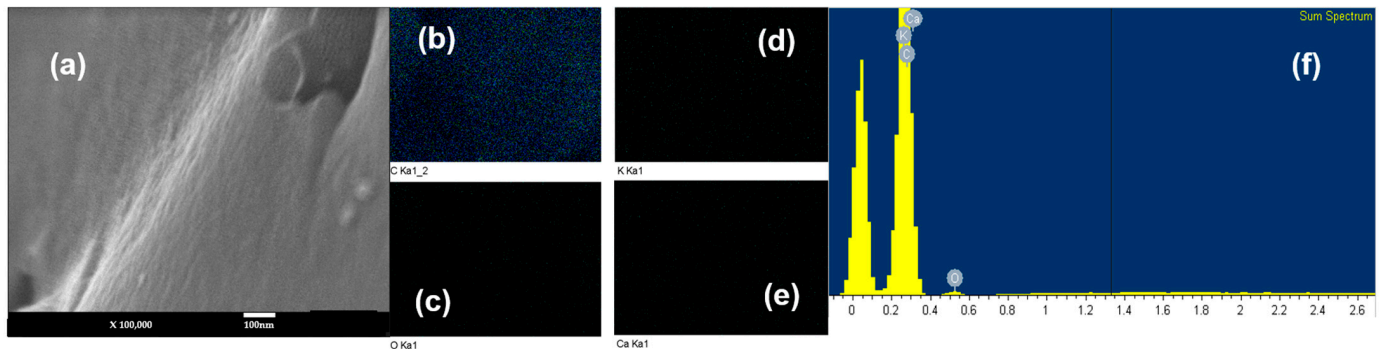 (a)
X 100,000
100nm
(b)
C Ka1_2
(c)
O Ka1
(d)
K Ka1
(e)
Ca Ka1
Sum Spectrum
(f)
Ca
K
C
O
0 0.2 0.4 0.6 0.8 1 1.2 1.4 1.6 1.8 2 2.2 2.4 2.6